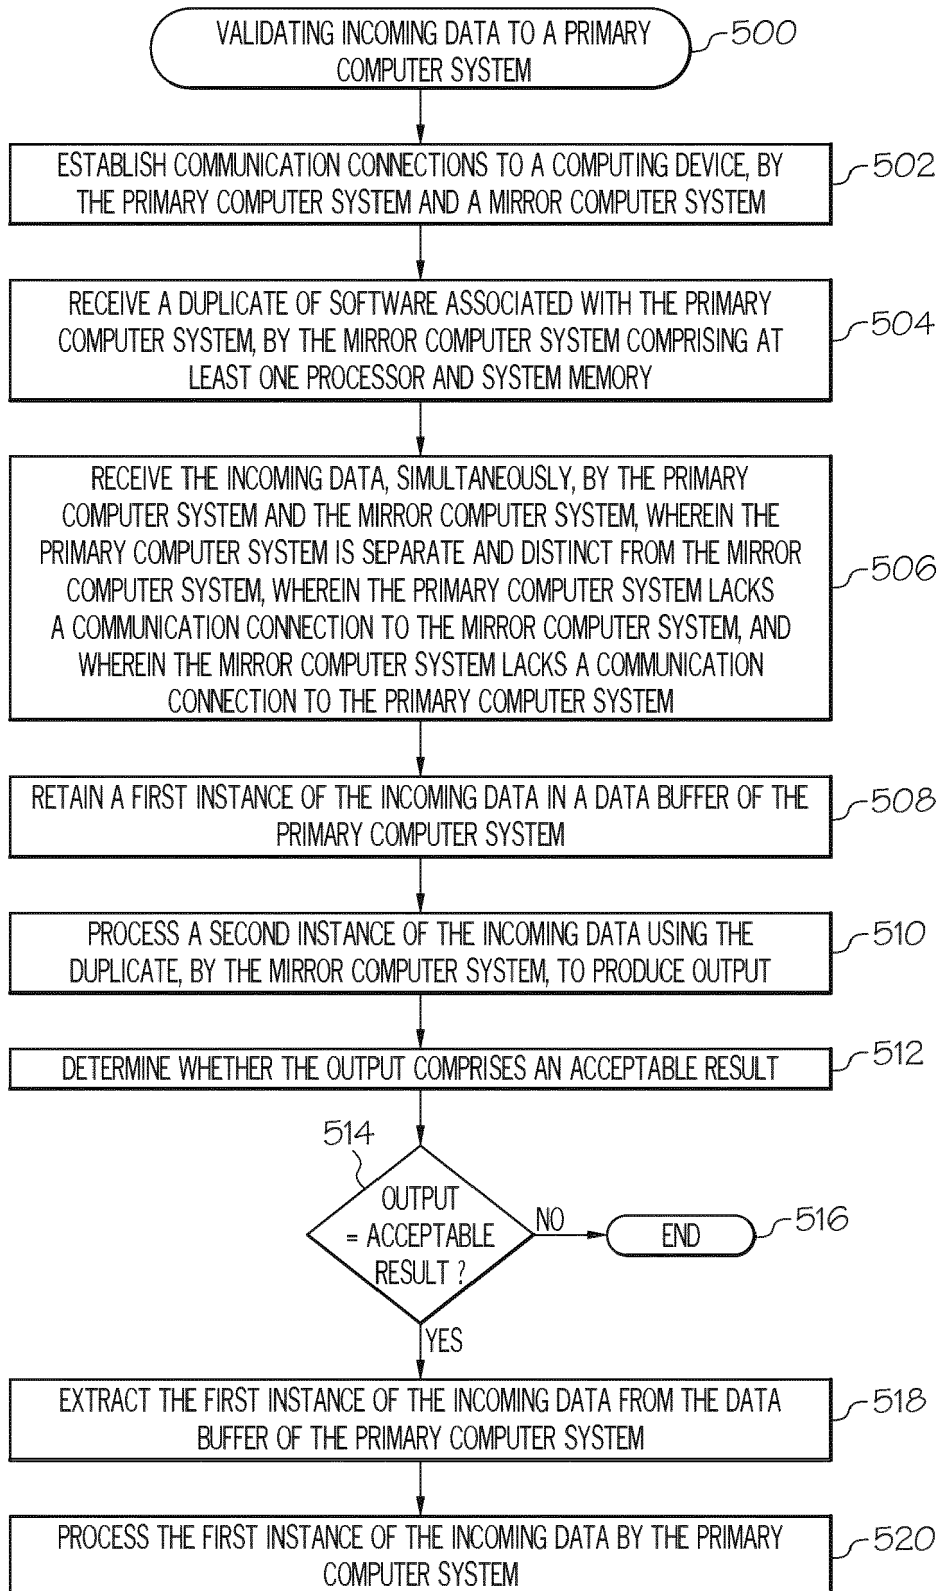 VALIDATING INCOMING DATA TO A PRIMARY
COMPUTER SYSTEM
500
ESTABLISH COMMUNICATION CONNECTIONS TO A COMPUTING DEVICE, BY
THE PRIMARY COMPUTER SYSTEM AND A MIRROR COMPUTER SYSTEM
502
RECEIVE A DUPLICATE OF SOFTWARE ASSOCIATED WITH THE PRIMARY
COMPUTER SYSTEM, BY THE MIRROR COMPUTER SYSTEM COMPRISING AT
LEAST ONE PROCESSOR AND SYSTEM MEMORY
504
RECEIVE THE INCOMING DATA, SIMULTANEOUSLY, BY THE PRIMARY
COMPUTER SYSTEM AND THE MIRROR COMPUTER SYSTEM, WHEREIN THE
PRIMARY COMPUTER SYSTEM IS SEPARATE AND DISTINCT FROM THE MIRROR
COMPUTER SYSTEM, WHEREIN THE PRIMARY COMPUTER SYSTEM LACKS
A COMMUNICATION CONNECTION TO THE MIRROR COMPUTER SYSTEM, AND
WHEREIN THE MIRROR COMPUTER SYSTEM LACKS A COMMUNICATION
CONNECTION TO THE PRIMARY COMPUTER SYSTEM
506
RETAIN A FIRST INSTANCE OF THE INCOMING DATA IN A DATA BUFFER OF THE
PRIMARY COMPUTER SYSTEM
508
PROCESS A SECOND INSTANCE OF THE INCOMING DATA USING THE
DUPLICATE, BY THE MIRROR COMPUTER SYSTEM, TO PRODUCE OUTPUT
510
DETERMINE WHETHER THE OUTPUT COMPRISES AN ACCEPTABLE RESULT
512
514
OUTPUT
= ACCEPTABLE
RESULT ?
NO
END
516
YES
EXTRACT THE FIRST INSTANCE OF THE INCOMING DATA FROM THE DATA
BUFFER OF THE PRIMARY COMPUTER SYSTEM
518
PROCESS THE FIRST INSTANCE OF THE INCOMING DATA BY THE PRIMARY
COMPUTER SYSTEM
520